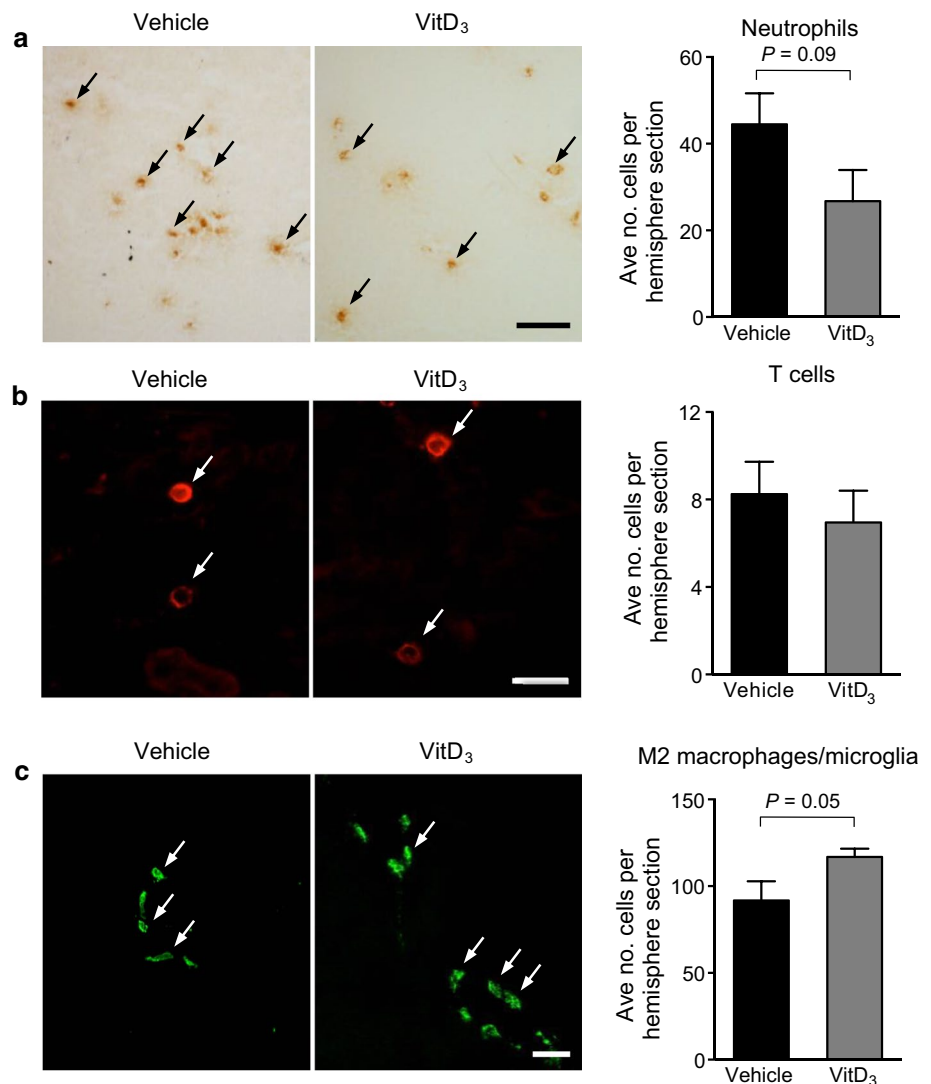 a
Vehicle
VitD₃
Neutrophils
P = 0.09
Ave no. cells per
hemisphere section
60
40
20
0
Vehicle
VitD₃
b
Vehicle
VitD₃
T cells
Ave no. cells per
hemisphere section
12
8
4
0
Vehicle
VitD₃
c
Vehicle
VitD₃
M2 macrophages/microglia
P = 0.05
Ave no. cells per
hemisphere section
150
100
50
0
Vehicle
VitD₃